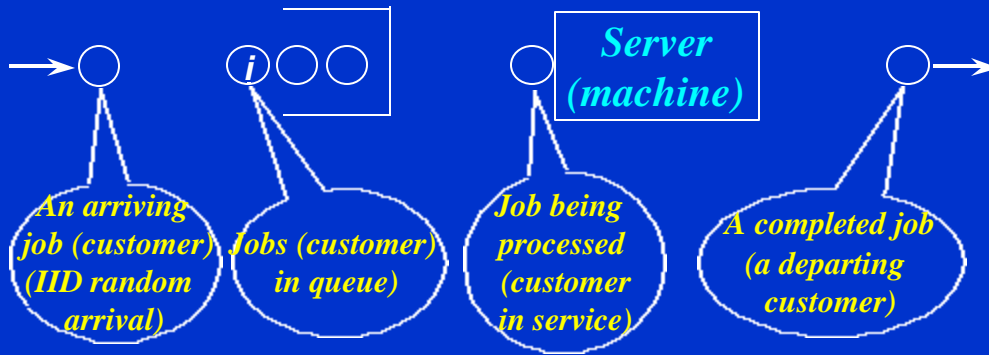 i
Server
(machine)
An arriving
job (customer)
(IID random
arrival)
Jobs (customer)
in queue)
Job being
processed
(customer
in service)
A completed job
(a departing
customer)